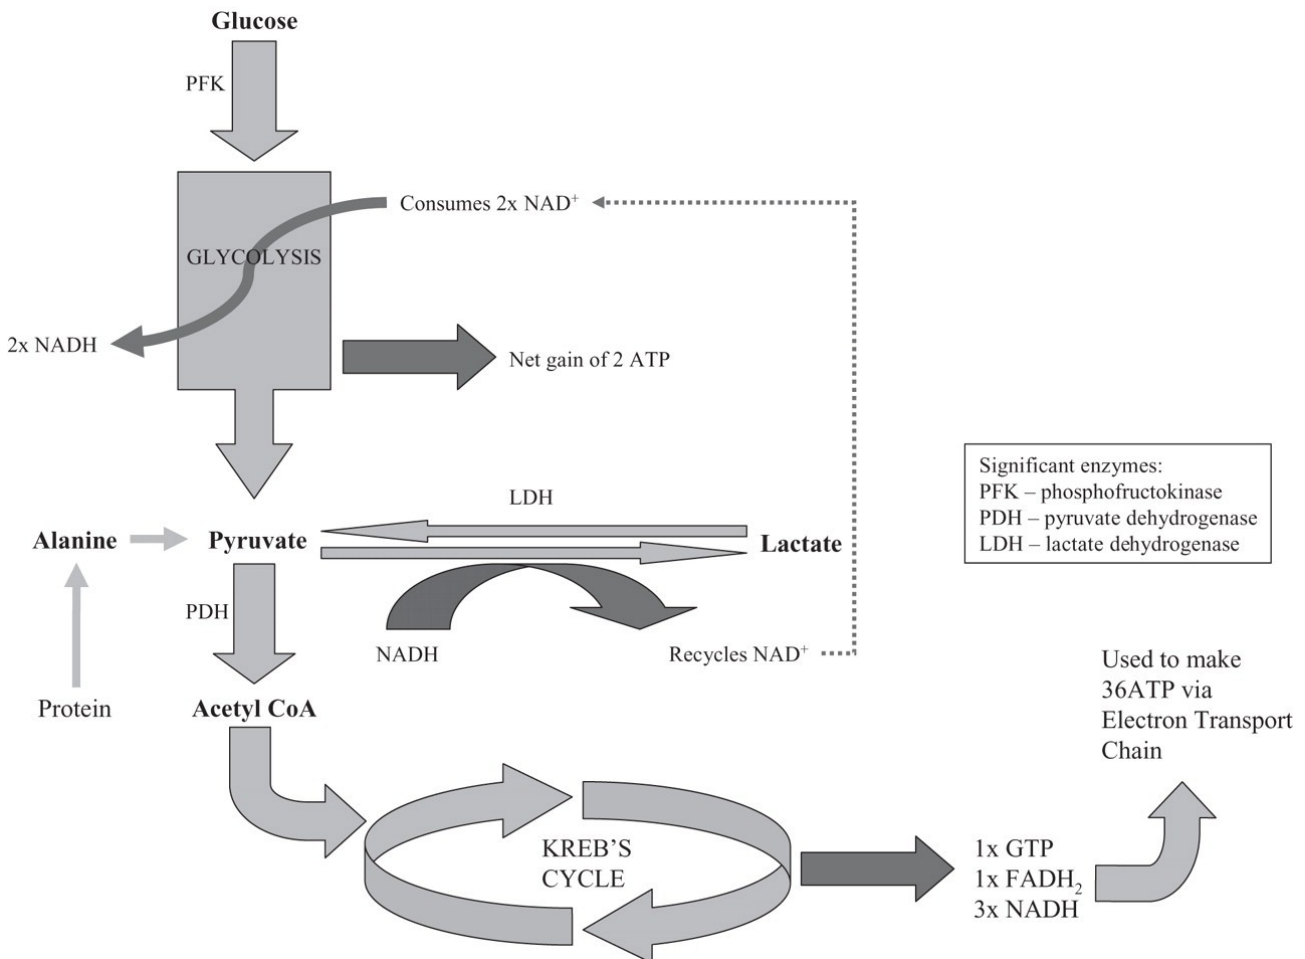 Glucose
PFK
Consumes 2x NAD⁺
GLYCOLYSIS
2x NADH
Net gain of 2 ATP
Significant enzymes:
PFK – phosphofructokinase
PDH – pyruvate dehydrogenase
LDH – lactate dehydrogenase
LDH
Alanine
Pyruvate
Lactate
PDH
NADH
Recycles NAD⁺
Protein
Acetyl CoA
Used to make
36ATP via
Electron Transport
Chain
KREB'S
CYCLE
1x GTP
1x FADH₂
3x NADH